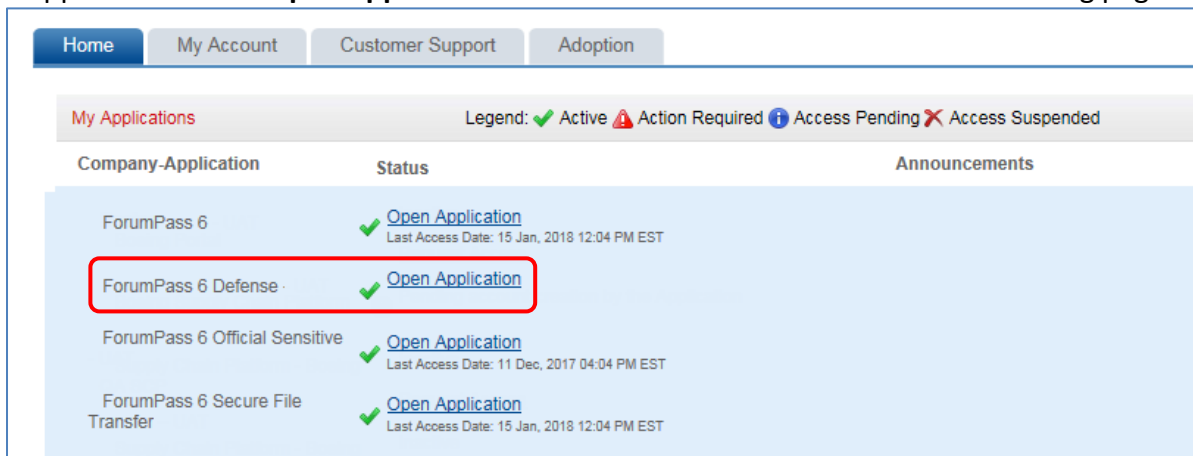 Home My Account Customer Support Adoption
My Applications Legend: Active Action Required Access Pending Access Suspended
Company-Application Status Announcements
ForumPass 6 Open Application
Last Access Date: 15 Jan, 2018 12:04 PM EST
ForumPass 6 Defense Open Application
ForumPass 6 Official Sensitive Open Application
Last Access Date: 11 Dec, 2017 04:04 PM EST
ForumPass 6 Secure File
Transfer
Open Application
Last Access Date: 15 Jan, 2018 12:04 PM EST